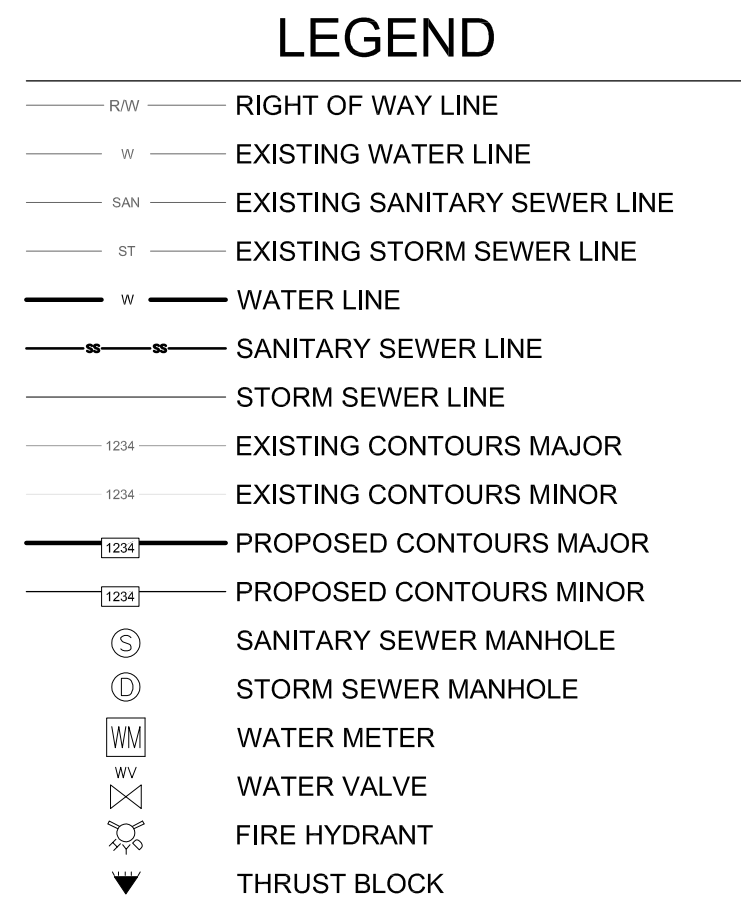 LEGEND
R/W RIGHT OF WAY LINE
W EXISTING WATER LINE
SAN EXISTING SANITARY SEWER LINE
ST EXISTING STORM SEWER LINE
W WATER LINE
SS SS SANITARY SEWER LINE
STORM SEWER LINE
1234 EXISTING CONTOURS MAJOR
1234 EXISTING CONTOURS MINOR
1234 PROPOSED CONTOURS MAJOR
1234 PROPOSED CONTOURS MINOR
S SANITARY SEWER MANHOLE
D STORM SEWER MANHOLE
WM WATER METER
WV WATER VALVE
HYD FIRE HYDRANT
THRUST BLOCK